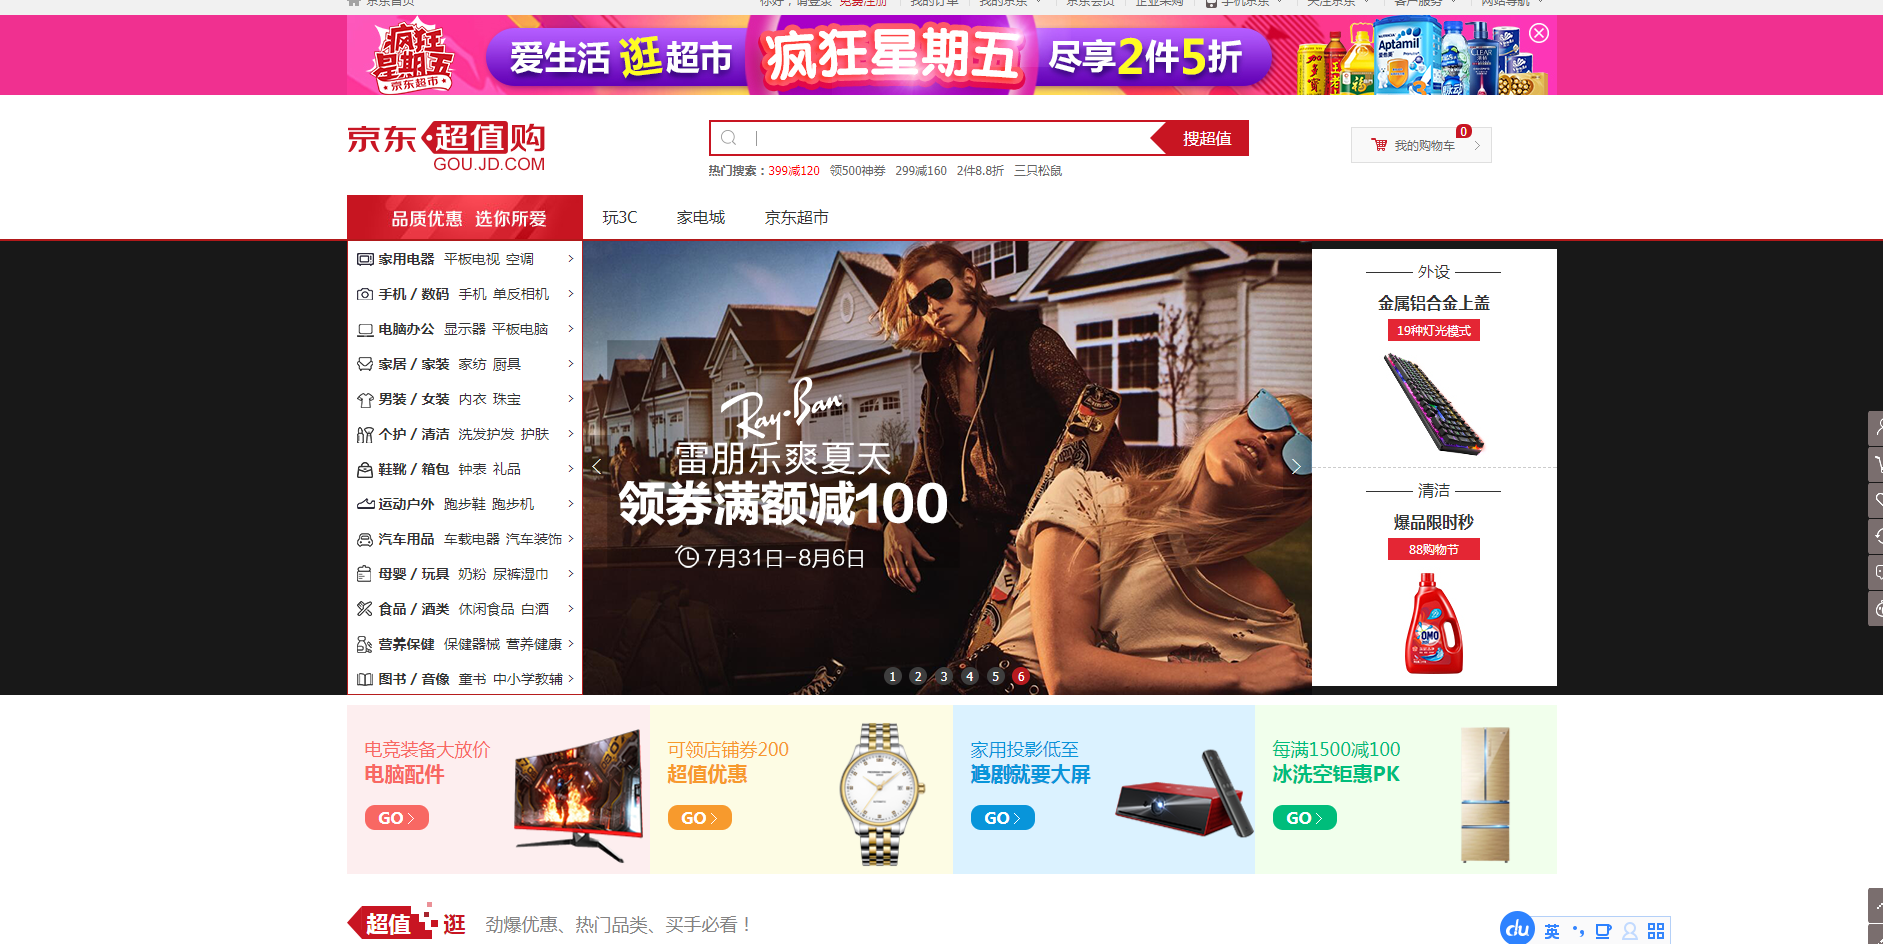 京东首页
你好，请登录 免费注册
我的订单
我的京东
京东会员
企业采购
手机京东
关注京东
客户服务
网站导航
疯狂星期五
京东超市
爱生活 逛超市
疯狂星期五
尽享2件5折
加多宝
Aptamil
CLEAR
京东超值购
GOU.JD.COM
搜超值
我的购物车
0
热门搜索：399减120 领500神券 299减160 2件8.8折 三只松鼠
品质优惠 选你所爱
玩3C
家电城
京东超市
家用电器 平板电视 空调
手机 / 数码 手机 单反相机
电脑办公 显示器 平板电脑
家居 / 家装 家纺 厨具
男装 / 女装 内衣 珠宝
个护 / 清洁 洗发护发 护肤
鞋靴 / 箱包 钟表 礼品
运动户外 跑步鞋 跑步机
汽车用品 车载电器 汽车装饰
母婴 / 玩具 奶粉 尿裤湿巾
食品 / 酒类 休闲食品 白酒
营养保健 保健器械 营养健康
图书 / 音像 童书 中小学教辅
Ray-Ban
雷朋乐爽夏天
领券满额减100
7月31日-8月6日
1 2 3 4 5 6
外设
金属铝合金上盖
19种灯光模式
清洁
爆品限时秒
88购物节
OMO
电竞装备大放价
电脑配件
GO
可领店铺券200
超值优惠
GO
家用投影低至
追剧就要大屏
GO
每满1500减100
冰洗空钜惠PK
GO
超值 逛
劲爆优惠、热门品类、买手必看！
du 英